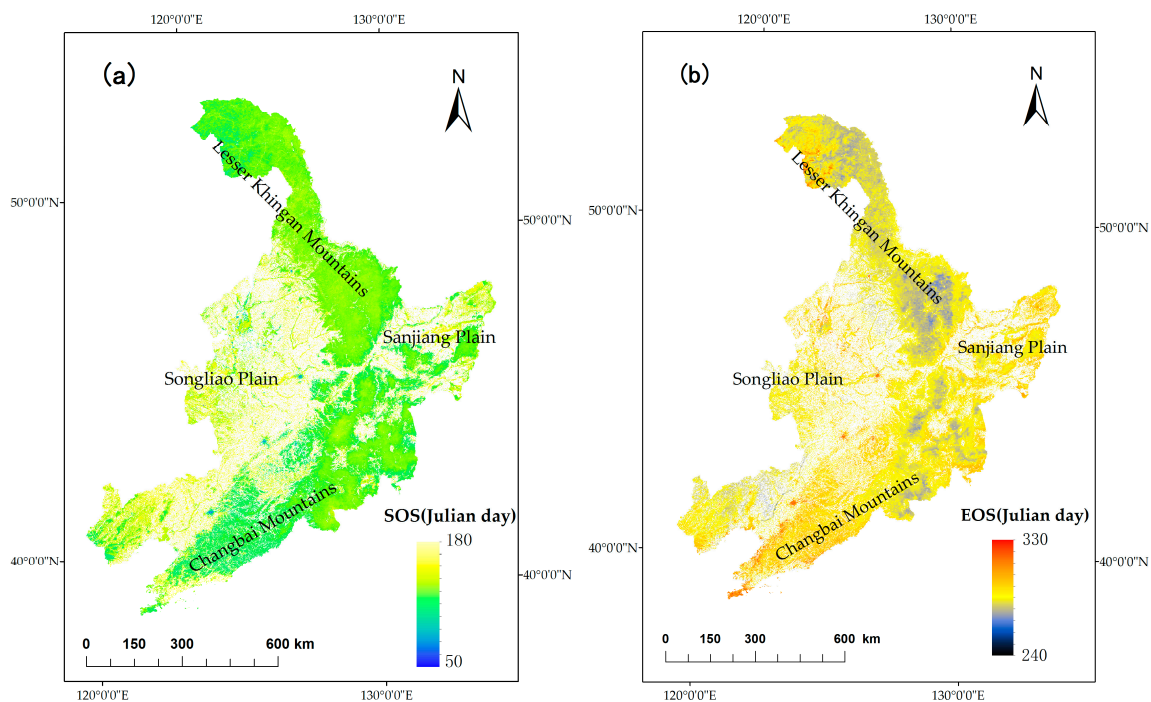 120°0'0"E 130°0'0"E
(a)
N
50°0'0"N
50°0'0"N
Lesser Khingan Mountains
Sanjiang Plain
Songliao Plain
Changbai Mountains
SOS(Julian day)
180
50
40°0'0"N
40°0'0"N
0 150 300 600 km
120°0'0"E 130°0'0"E
120°0'0"E 130°0'0"E
(b)
N
50°0'0"N
50°0'0"N
Lesser Khingan Mountains
Sanjiang Plain
Songliao Plain
Changbai Mountains
EOS(Julian day)
330
240
40°0'0"N
40°0'0"N
0 150 300 600 km
120°0'0"E 130°0'0"E